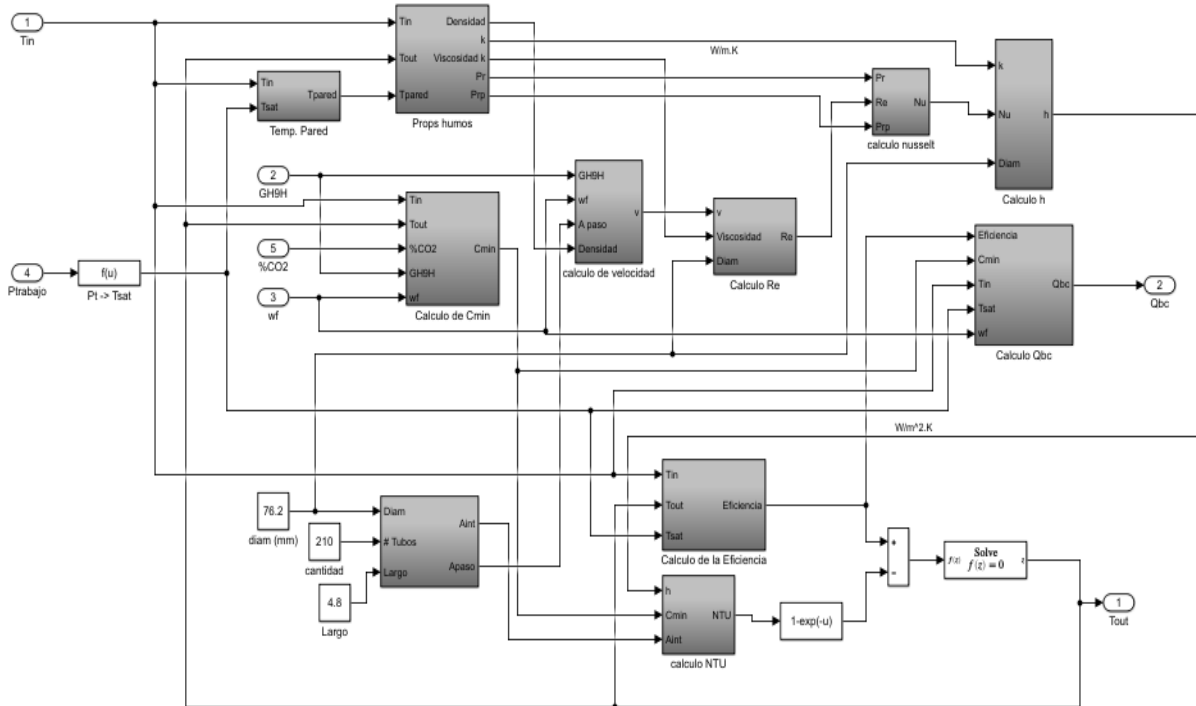 1
Tin
Tin
Tout
Tpared
Densidad
k
Viscosidad k
Pr
Prp
Props humos
Tin
Tsat
Tpared
Temp. Pared
W/m.K
Pr
Re
Prp
Nu
calculo nusselt
k
Nu
Diam
h
Calculo h
2
GH9H
5
%CO2
3
wf
4
Ptrabajo
f(u)
Pt -> Tsat
Tin
Tout
%CO2
GH9H
wf
Cmin
Calculo de Cmin
GH9H
wf
A paso
Densidad
v
calculo de velocidad
v
Viscosidad
Diam
Re
Calculo Re
Eficiencia
Cmin
Tin
Tsat
wf
Qbc
Calculo Qbc
2
Qbc
W/m^2.K
76.2
diam (mm)
210
cantidad
4.8
Largo
Diam
# Tubos
Largo
Aint
Apaso
Tin
Tout
Tsat
Eficiencia
Calculo de la Eficiencia
h
Cmin
Aint
NTU
calculo NTU
1-exp(-u)
+
−
f(z)
Solve
f(z) = 0
z
1
Tout